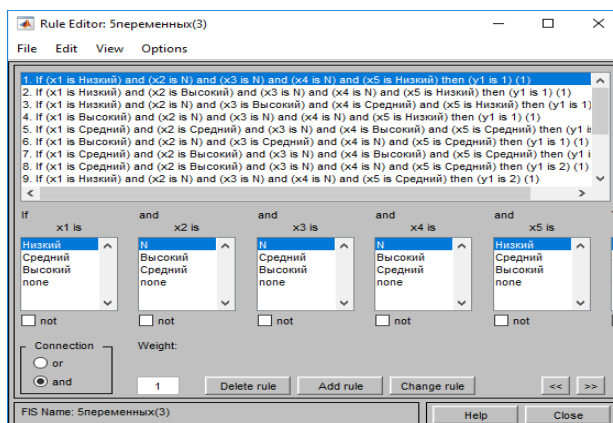 Rule Editor: 5переменных(3)
File Edit View Options
1. If (x1 is Низкий) and (x2 is N) and (x3 is N) and (x4 is N) and (x5 is Низкий) then (y1 is 1) (1)
2. If (x1 is Низкий) and (x2 is Высокий) and (x3 is N) and (x4 is N) and (x5 is Низкий) then (y1 is 1) (1)
3. If (x1 is Низкий) and (x2 is N) and (x3 is Высокий) and (x4 is Средний) and (x5 is Низкий) then (y1 is 1)
4. If (x1 is Высокий) and (x2 is N) and (x3 is N) and (x4 is N) and (x5 is Низкий) then (y1 is 1) (1)
5. If (x1 is Средний) and (x2 is Средний) and (x3 is N) and (x4 is Высокий) and (x5 is Средний) then (y1 i
6. If (x1 is Высокий) and (x2 is N) and (x3 is Средний) and (x4 is N) and (x5 is Средний) then (y1 is 1) (1)
7. If (x1 is Средний) and (x2 is Высокий) and (x3 is N) and (x4 is Высокий) and (x5 is Средний) then (y1 i
8. If (x1 is Средний) and (x2 is Высокий) and (x3 is N) and (x4 is N) and (x5 is Средний) then (y1 is 2) (1)
9. If (x1 is Низкий) and (x2 is N) and (x3 is N) and (x4 is N) and (x5 is Средний) then (y1 is 2) (1)
If and and and and
x1 is x2 is x3 is x4 is x5 is
Низкий N N N Низкий
Средний Высокий Средний Высокий Средний
Высокий Средний Высокий Средний Высокий
none none none none none
not not not not not
Connection Weight:
or
and 1 Delete rule Add rule Change rule << >>
FIS Name: 5переменных(3) Help Close